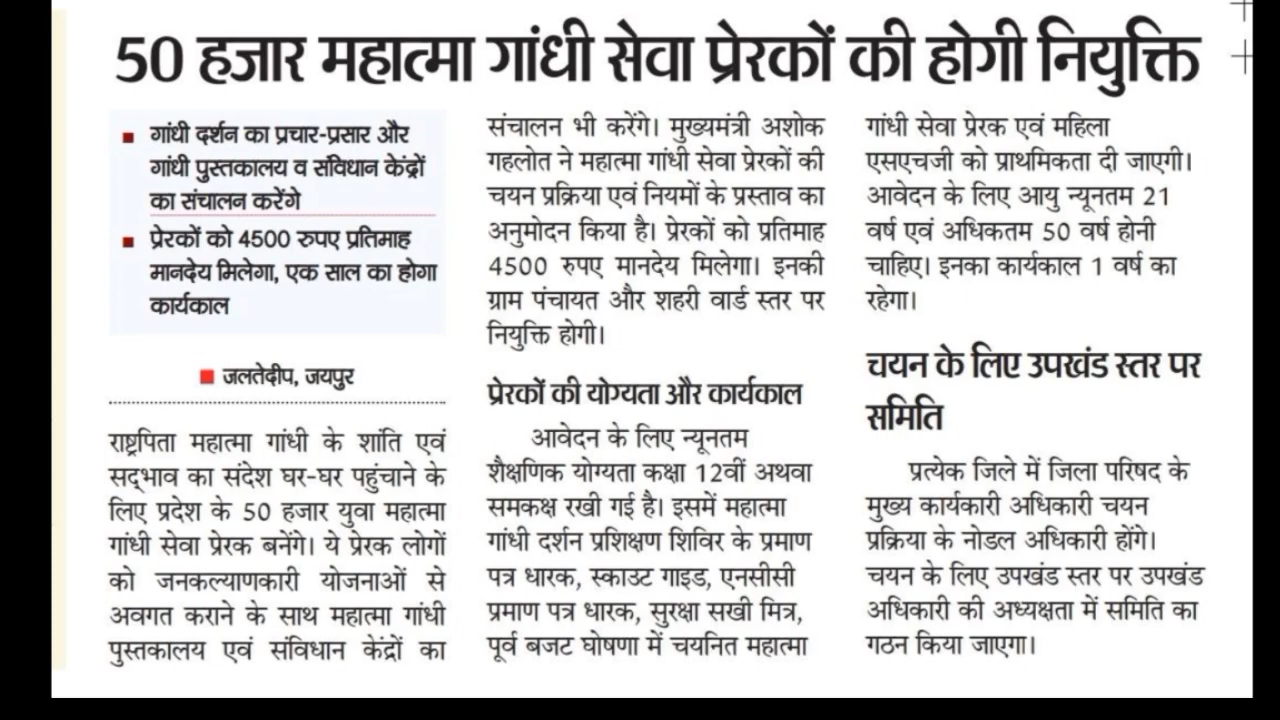 50 हजार महात्मा गांधी सेवा प्रेरकों की होगी नियुक्ति
गांधी दर्शन का प्रचार-प्रसार और
गांधी पुस्तकालय व संविधान केंद्रों
का संचालन करेंगे
प्रेरकों को 4500 रुपए प्रतिमाह
मानदेय मिलेगा, एक साल का होगा
कार्यकाल
जलतेदीप, जयपुर
राष्ट्रपिता महात्मा गांधी के शांति एवं
सद्भाव का संदेश घर-घर पहुंचाने के
लिए प्रदेश के 50 हजार युवा महात्मा
गांधी सेवा प्रेरक बनेंगे। ये प्रेरक लोगों
को जनकल्याणकारी योजनाओं से
अवगत कराने के साथ महात्मा गांधी
पुस्तकालय एवं संविधान केंद्रों का
संचालन भी करेंगे। मुख्यमंत्री अशोक
गहलोत ने महात्मा गांधी सेवा प्रेरकों की
चयन प्रक्रिया एवं नियमों के प्रस्ताव का
अनुमोदन किया है। प्रेरकों को प्रतिमाह
4500 रुपए मानदेय मिलेगा। इनकी
ग्राम पंचायत और शहरी वार्ड स्तर पर
नियुक्ति होगी।
प्रेरकों की योग्यता और कार्यकाल
आवेदन के लिए न्यूनतम
शैक्षणिक योग्यता कक्षा 12वीं अथवा
समकक्ष रखी गई है। इसमें महात्मा
गांधी दर्शन प्रशिक्षण शिविर के प्रमाण
पत्र धारक, स्काउट गाइड, एनसीसी
प्रमाण पत्र धारक, सुरक्षा सखी मित्र,
पूर्व बजट घोषणा में चयनित महात्मा
गांधी सेवा प्रेरक एवं महिला
एसएचजी को प्राथमिकता दी जाएगी।
आवेदन के लिए आयु न्यूनतम 21
वर्ष एवं अधिकतम 50 वर्ष होनी
चाहिए। इनका कार्यकाल 1 वर्ष का
रहेगा।
चयन के लिए उपखंड स्तर पर
समिति
प्रत्येक जिले में जिला परिषद के
मुख्य कार्यकारी अधिकारी चयन
प्रक्रिया के नोडल अधिकारी होंगे।
चयन के लिए उपखंड स्तर पर उपखंड
अधिकारी की अध्यक्षता में समिति का
गठन किया जाएगा।